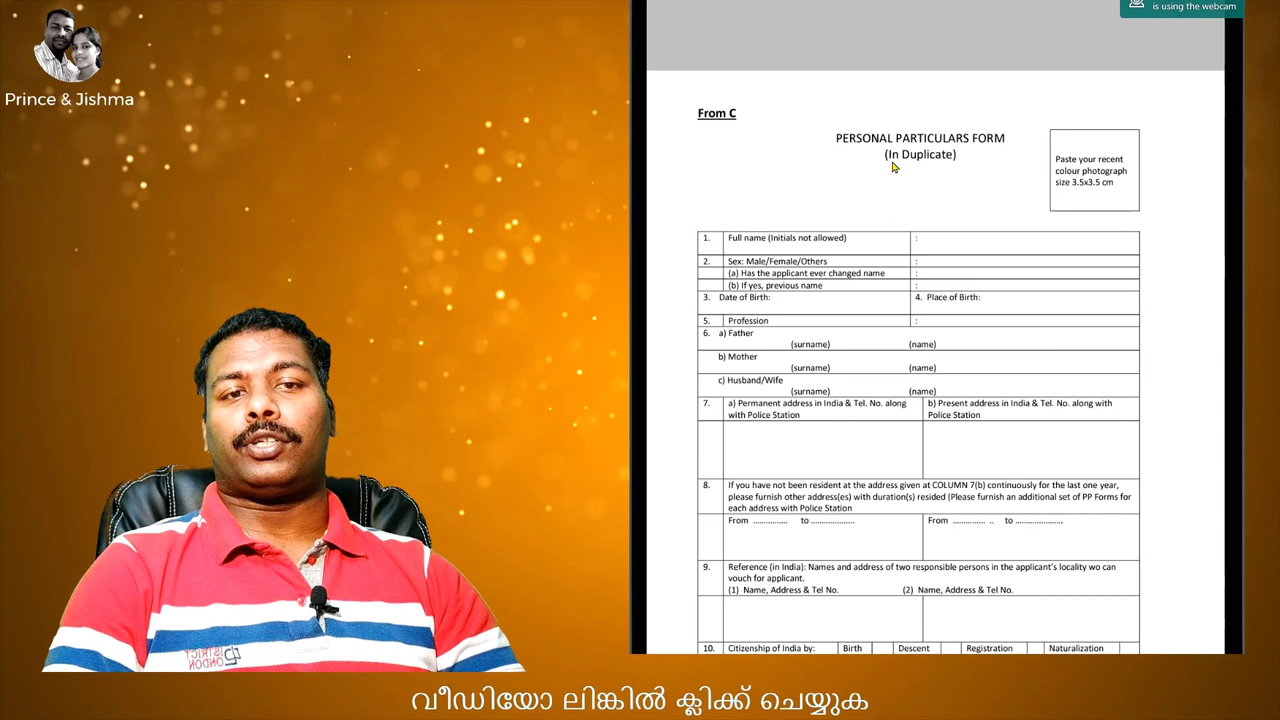 is using the webcam
Prince & Jishma
From C
PERSONAL PARTICULARS FORM
(In Duplicate)
Paste your recent
colour photograph
size 3.5x3.5 cm
1. Full name (Initials not allowed) :
2. Sex: Male/Female/Others :
(a) Has the applicant ever changed name :
(b) If yes, previous name :
3. Date of Birth: 4. Place of Birth:
5. Profession :
6. a) Father
(surname) (name)
b) Mother
(surname) (name)
c) Husband/Wife
(surname) (name)
7. a) Permanent address in India & Tel. No. along
with Police Station
b) Present address in India & Tel. No. along with
Police Station
8. If you have not been resident at the address given at COLUMN 7(b) continuously for the last one year,
please furnish other address(es) with duration(s) resided (Please furnish an additional set of PP Forms for
each address with Police Station
From ............... to ................... From .............. .. to .....................
9. Reference (in India): Names and address of two responsible persons in the applicant's locality wo can
vouch for applicant.
(1) Name, Address & Tel No. (2) Name, Address & Tel No.
10. Citizenship of India by: Birth Descent Registration Naturalization
DISTRICT
LONDON
വീഡിയോ ലിങ്കിൽ ക്ലിക്ക് ചെയ്യുക